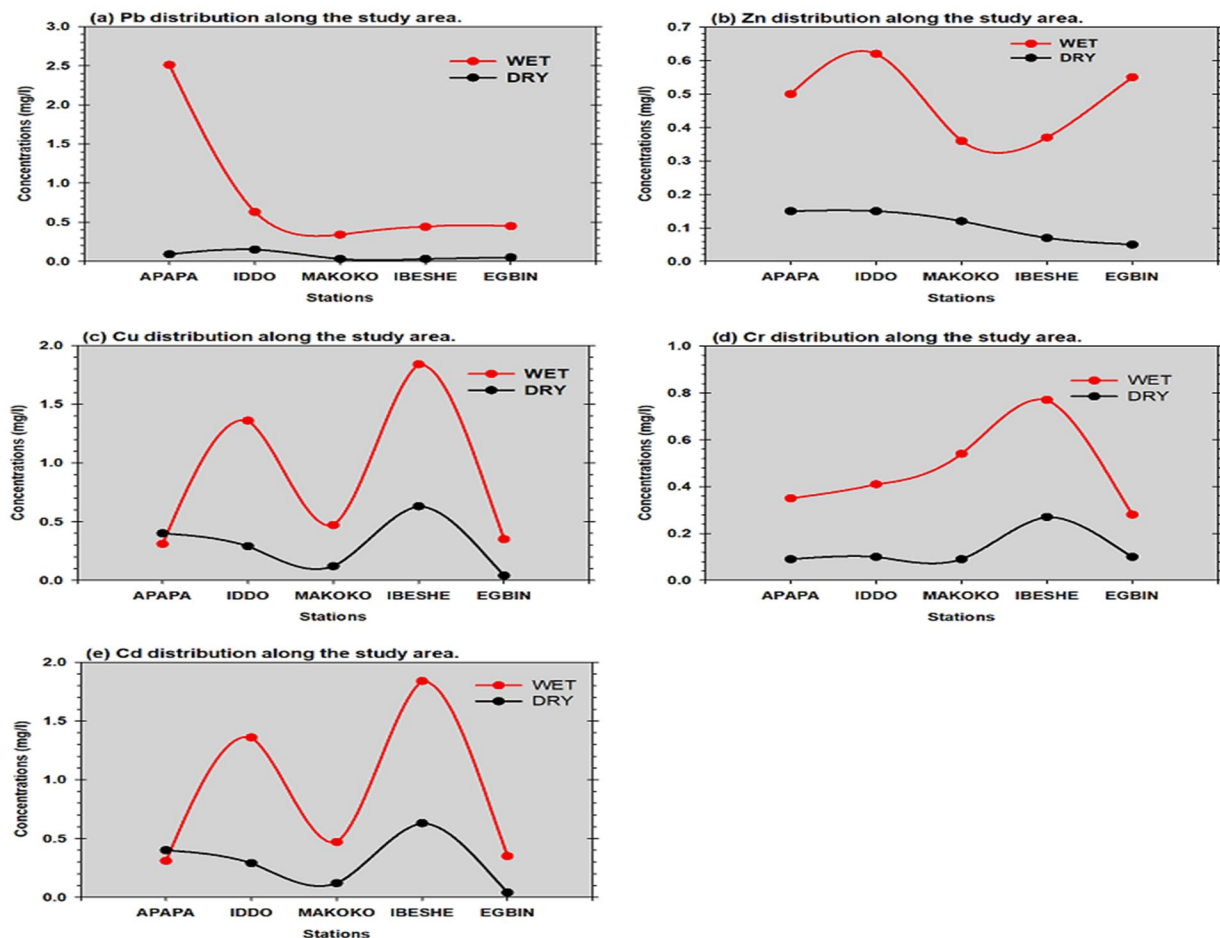 (a) Pb distribution along the study area.
3.0
2.5
2.0
1.5
1.0
0.5
0.0
Concentrations (mg/l)
WET
DRY
APAPA IDDO MAKOKO IBESHE EGBIN
Stations
(b) Zn distribution along the study area.
0.7
0.6
0.5
0.4
0.3
0.2
0.1
0.0
Concentrations (mg/l)
WET
DRY
APAPA IDDO MAKOKO IBESHE EGBIN
Stations
(c) Cu distribution along the study area.
2.0
1.5
1.0
0.5
0.0
Concentrations (mg/l)
WET
DRY
APAPA IDDO MAKOKO IBESHE EGBIN
Stations
(d) Cr distribution along the study area.
1.0
0.8
0.6
0.4
0.2
0.0
Concentrations (mg/l)
WET
DRY
APAPA IDDO MAKOKO IBESHE EGBIN
Stations
(e) Cd distribution along the study area.
2.0
1.5
1.0
0.5
0.0
Concentrations (mg/l)
WET
DRY
APAPA IDDO MAKOKO IBESHE EGBIN
Stations